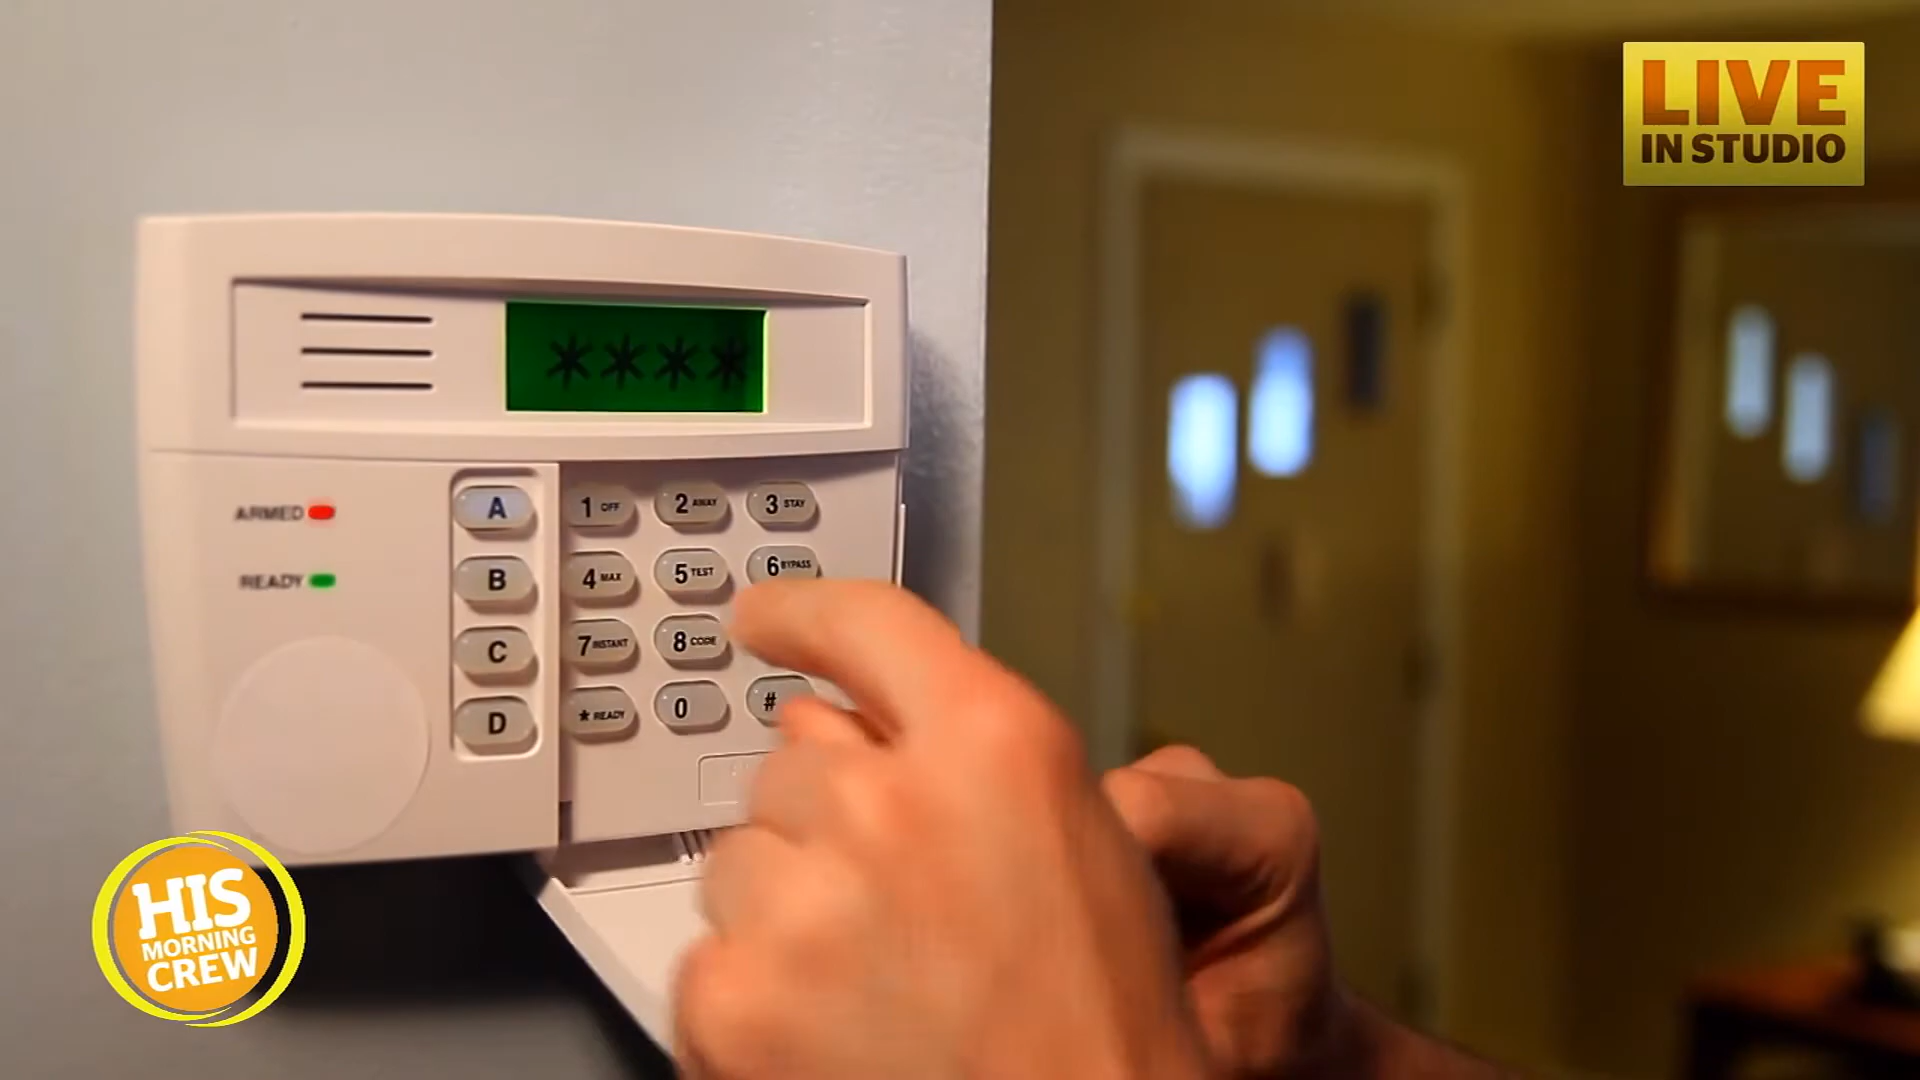 LIVE
IN STUDIO
****
ARMED
READY
A
B
C
D
1 OFF
2 AWAY
3 STAY
4 MAX
5 TEST
6 BYPASS
7 INSTANT
8 CODE
* READY
0
#
HIS
MORNING
CREW